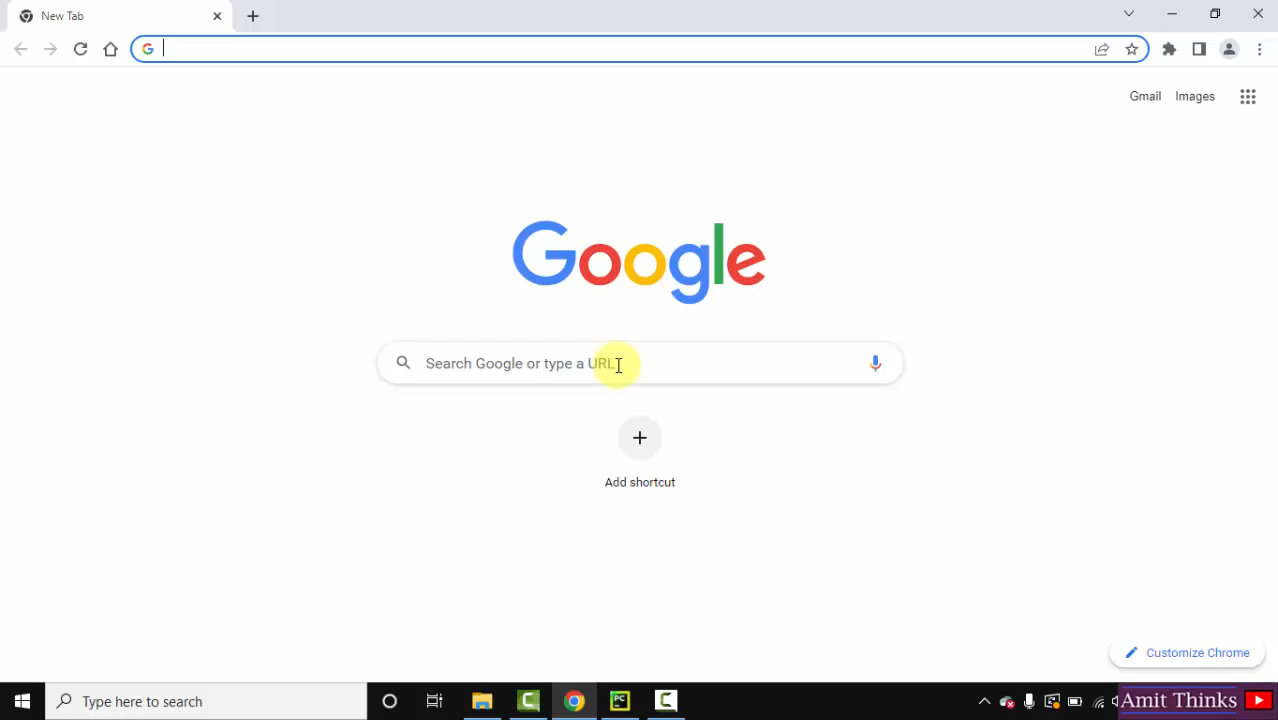 New Tab
Gmail
Images
Google
Search Google or type a URL
Add shortcut
Customize Chrome
Type here to search
PC
Amit Thinks